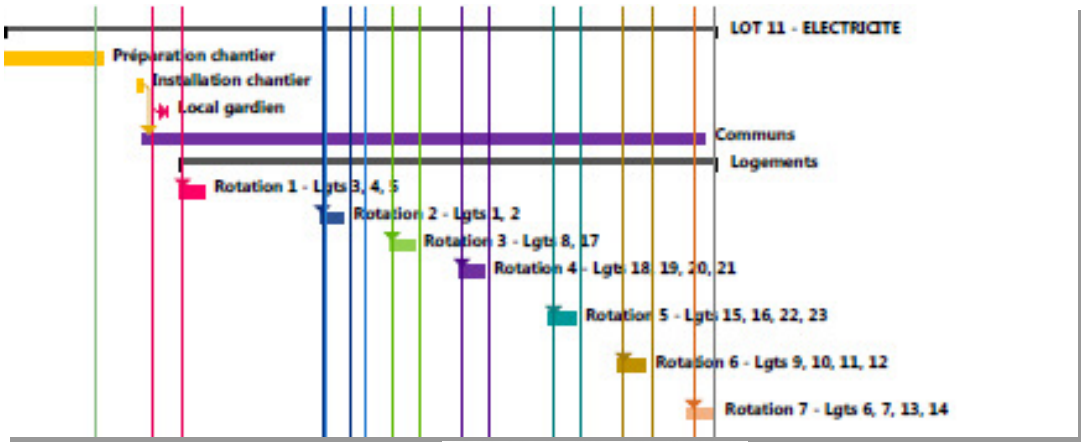 LOT 11 - ELECTRICITE
Préparation chantier
Installation chantier
Local gardien
Communs
Logements
Rotation 1 - Lgts 3, 4, 5
Rotation 2 - Lgts 1, 2
Rotation 3 - Lgts 8, 17
Rotation 4 - Lgts 18, 19, 20, 21
Rotation 5 - Lgts 15, 16, 22, 23
Rotation 6 - Lgts 9, 10, 11, 12
Rotation 7 - Lgts 6, 7, 13, 14